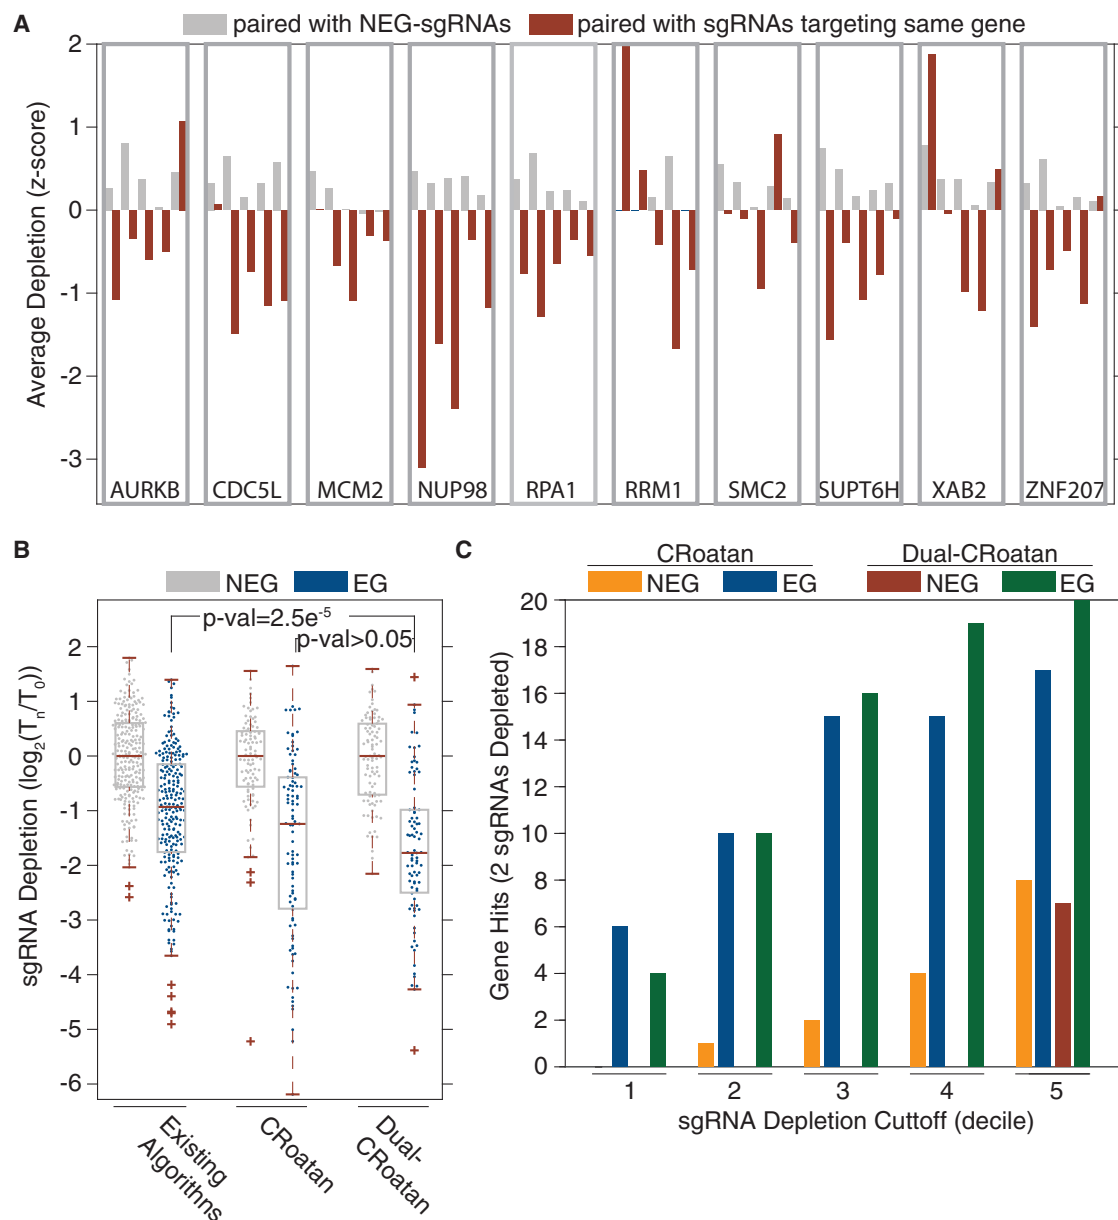 A
paired with NEG-sgRNAs
paired with sgRNAs targeting same gene
Average Depletion (z-score)
2
1
0
-1
-2
-3
AURKB
CDC5L
MCM2
NUP98
RPA1
RRM1
SMC2
SUPT6H
XAB2
ZNF207
B
NEG
EG
sgRNA Depletion (log2(Tn/T0))
p-val=2.5e-5
p-val>0.05
2
1
0
-1
-2
-3
-4
-5
-6
Existing
Algorithms
CRoatan
Dual-
CRoatan
C
CRoatan
Dual-CRoatan
NEG
EG
NEG
EG
Gene Hits (2 sgRNAs Depleted)
20
18
16
14
12
10
8
6
4
2
0
1
2
3
4
5
sgRNA Depletion Cuttoff (decile)